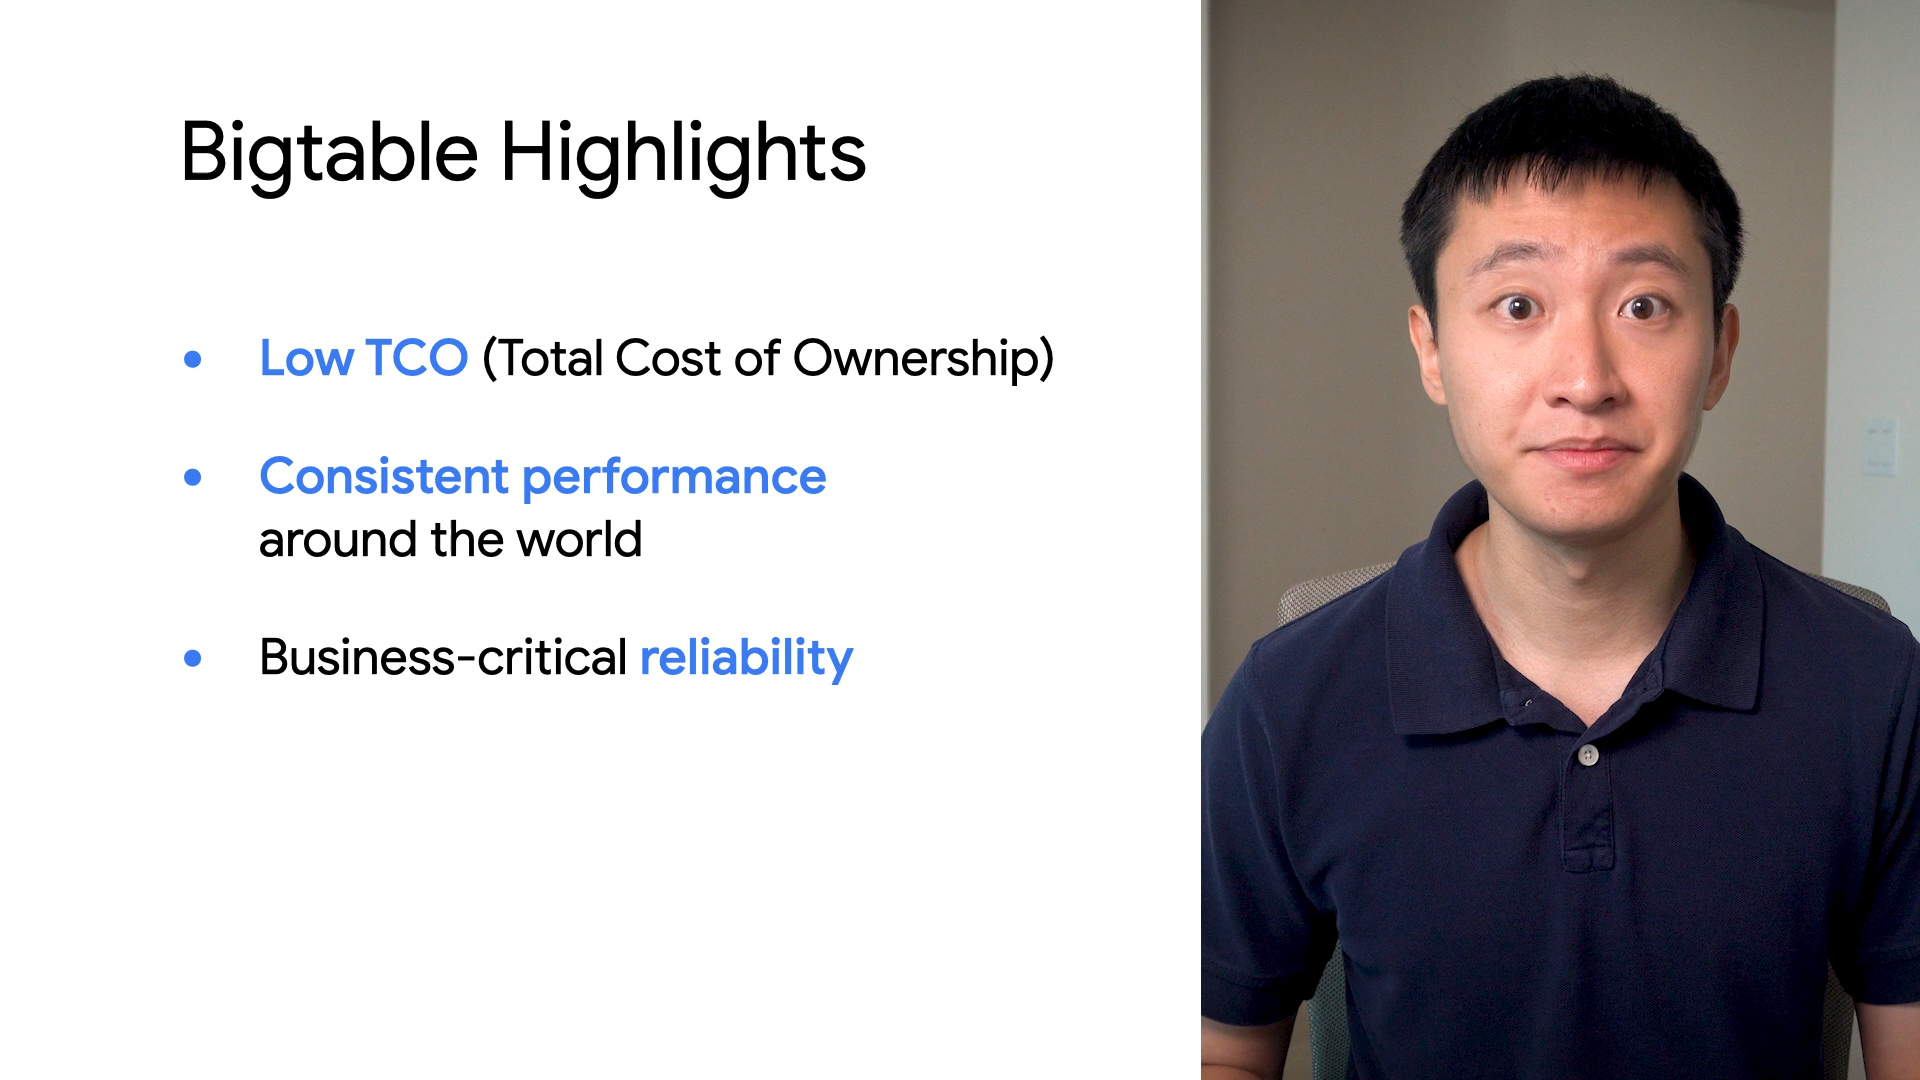 Bigtable Highlights
• Low TCO (Total Cost of Ownership)
• Consistent performance
around the world
• Business-critical reliability